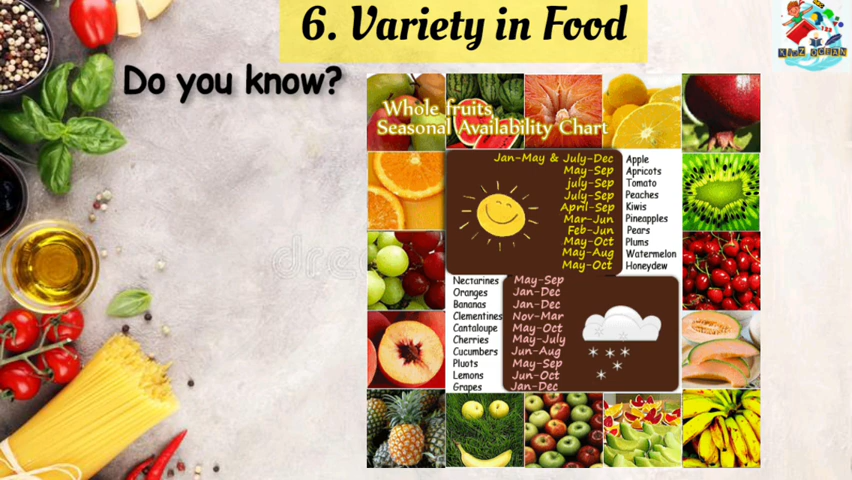 6. Variety in Food
KIDZ OCEAN
Do you know?
Whole fruits
Seasonal Availability Chart
Jan-May & July-Dec Apple
May-Sep Apricots
july-Sep Tomato
July-Sep Peaches
April-Sep Kiwis
Mar-Jun Pineapples
Feb-Jun Pears
May-Oct Plums
May-Aug Watermelon
May-Oct Honeydew
Nectarines May-Sep
Oranges Jan-Dec
Bananas Jan-Dec
Clementines Nov-Mar
Cantaloupe May-Oct
Cherries May-July
Cucumbers Jun-Aug
Pluots May-Sep
Lemons Jun-Oct
Grapes Jan-Dec